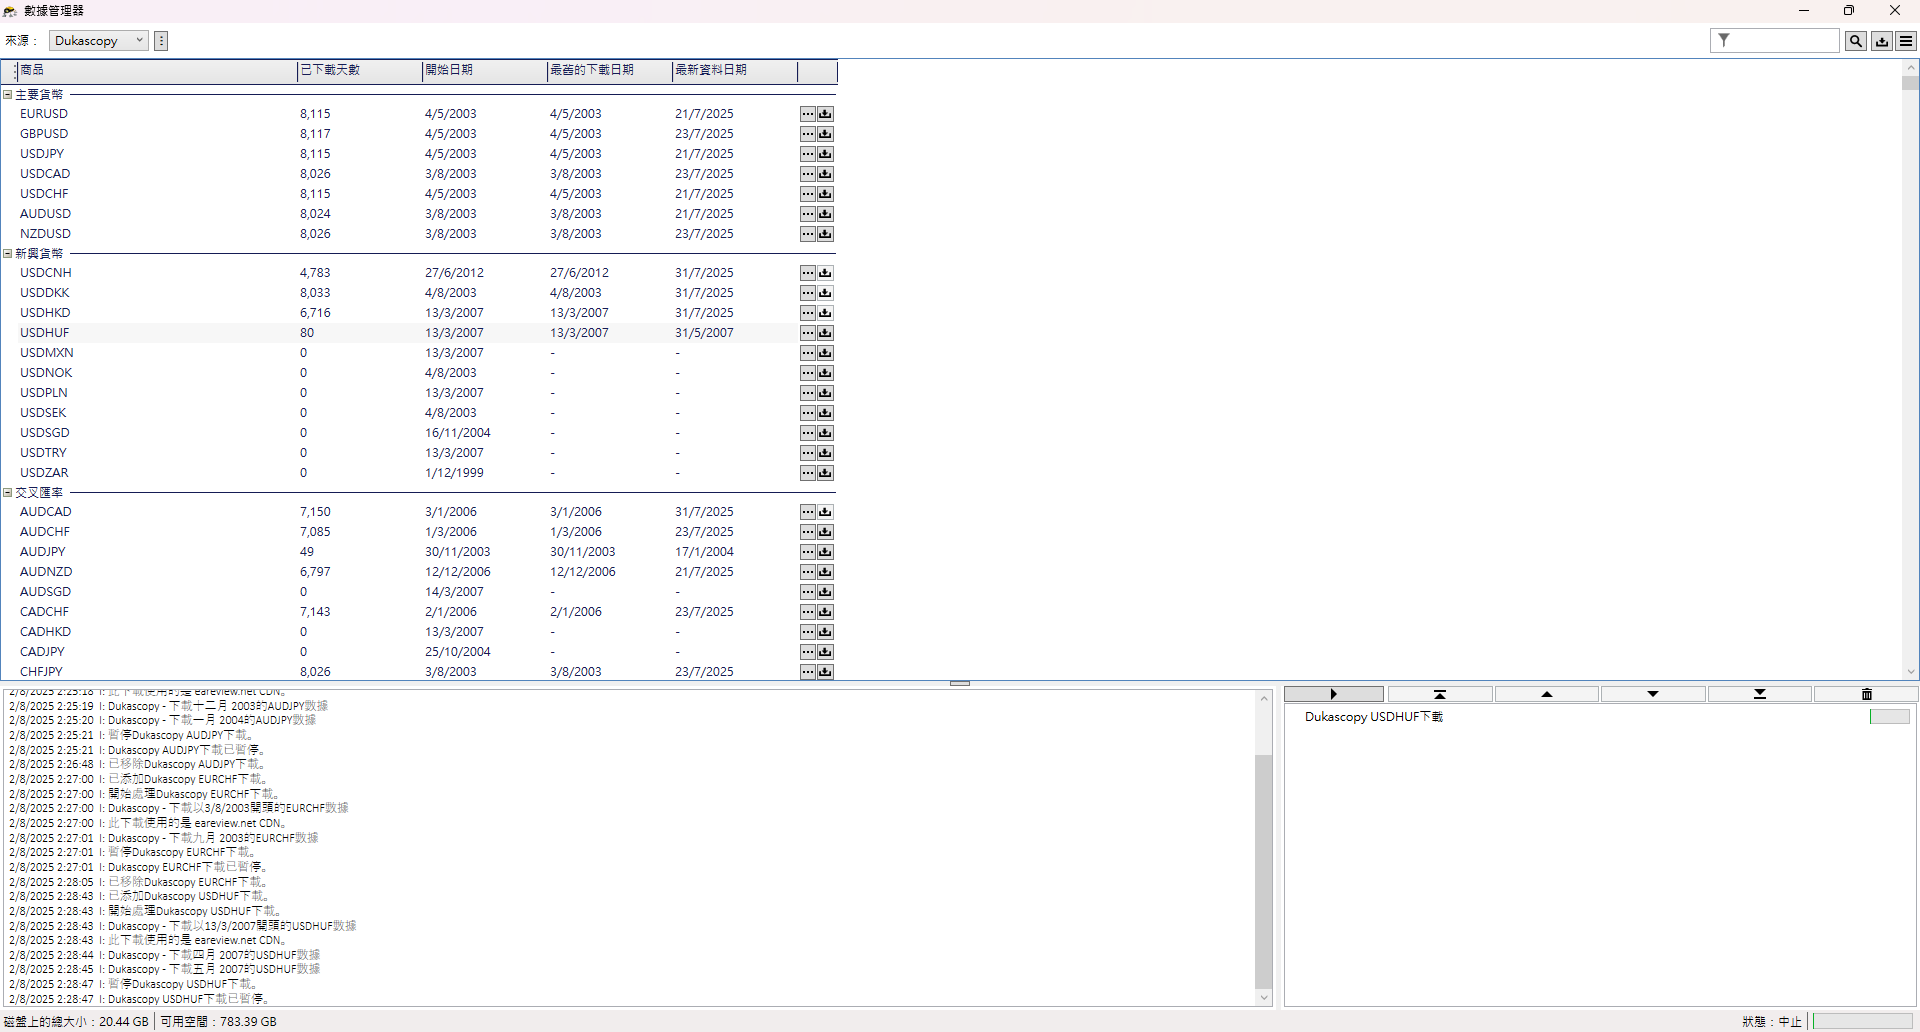 數據管理器
來源： Dukascopy
商品 已下載天數 開始日期 最舊的下載日期 最新資料日期
主要貨幣
EURUSD 8,115 4/5/2003 4/5/2003 21/7/2025
GBPUSD 8,117 4/5/2003 4/5/2003 23/7/2025
USDJPY 8,115 4/5/2003 4/5/2003 21/7/2025
USDCAD 8,026 3/8/2003 3/8/2003 23/7/2025
USDCHF 8,115 4/5/2003 4/5/2003 21/7/2025
AUDUSD 8,024 3/8/2003 3/8/2003 21/7/2025
NZDUSD 8,026 3/8/2003 3/8/2003 23/7/2025
新興貨幣
USDCNH 4,783 27/6/2012 27/6/2012 31/7/2025
USDDKK 8,033 4/8/2003 4/8/2003 31/7/2025
USDHKD 6,716 13/3/2007 13/3/2007 31/7/2025
USDHUF 80 13/3/2007 13/3/2007 31/5/2007
USDMXN 0 13/3/2007 - -
USDNOK 0 4/8/2003 - -
USDPLN 0 13/3/2007 - -
USDSEK 0 4/8/2003 - -
USDSGD 0 16/11/2004 - -
USDTRY 0 13/3/2007 - -
USDZAR 0 1/12/1999 - -
交叉匯率
AUDCAD 7,150 3/1/2006 3/1/2006 31/7/2025
AUDCHF 7,085 1/3/2006 1/3/2006 23/7/2025
AUDJPY 49 30/11/2003 30/11/2003 17/1/2004
AUDNZD 6,797 12/12/2006 12/12/2006 21/7/2025
AUDSGD 0 14/3/2007 - -
CADCHF 7,143 2/1/2006 2/1/2006 23/7/2025
CADHKD 0 13/3/2007 - -
CADJPY 0 25/10/2004 - -
CHFJPY 8,026 3/8/2003 3/8/2003 23/7/2025
2/8/2025 2:25:18 I: 此下載使用的是 eareview.net CDN。
2/8/2025 2:25:19 I: Dukascopy - 下載十二月 2003的AUDJPY數據
2/8/2025 2:25:20 I: Dukascopy - 下載一月 2004的AUDJPY數據
2/8/2025 2:25:21 I: 暫停Dukascopy AUDJPY下載。
2/8/2025 2:25:21 I: Dukascopy AUDJPY下載已暫停。
2/8/2025 2:26:48 I: 已移除Dukascopy AUDJPY下載。
2/8/2025 2:27:00 I: 已添加Dukascopy EURCHF下載。
2/8/2025 2:27:00 I: 開始處理Dukascopy EURCHF下載。
2/8/2025 2:27:00 I: Dukascopy - 下載以3/8/2003開頭的EURCHF數據
2/8/2025 2:27:00 I: 此下載使用的是 eareview.net CDN。
2/8/2025 2:27:01 I: Dukascopy - 下載九月 2003的EURCHF數據
2/8/2025 2:27:01 I: 暫停Dukascopy EURCHF下載。
2/8/2025 2:27:01 I: Dukascopy EURCHF下載已暫停。
2/8/2025 2:28:05 I: 已移除Dukascopy EURCHF下載。
2/8/2025 2:28:43 I: 已添加Dukascopy USDHUF下載。
2/8/2025 2:28:43 I: 開始處理Dukascopy USDHUF下載。
2/8/2025 2:28:43 I: Dukascopy - 下載以13/3/2007開頭的USDHUF數據
2/8/2025 2:28:43 I: 此下載使用的是 eareview.net CDN。
2/8/2025 2:28:44 I: Dukascopy - 下載四月 2007的USDHUF數據
2/8/2025 2:28:45 I: Dukascopy - 下載五月 2007的USDHUF數據
2/8/2025 2:28:47 I: 暫停Dukascopy USDHUF下載。
2/8/2025 2:28:47 I: Dukascopy USDHUF下載已暫停。
Dukascopy USDHUF下載
磁盤上的總大小：20.44 GB 可用空間：783.39 GB
狀態：中止